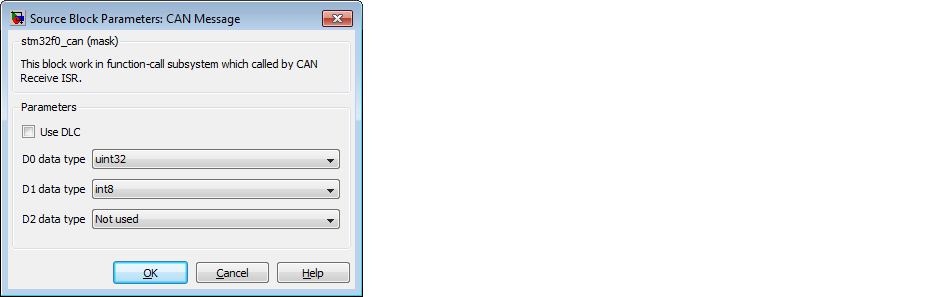 Source Block Parameters: CAN Message
stm32f0_can (mask)
This block work in function-call subsystem which called by CAN
Receive ISR.
Parameters
Use DLC
D0 data type uint32
D1 data type int8
D2 data type Not used
OK Cancel Help